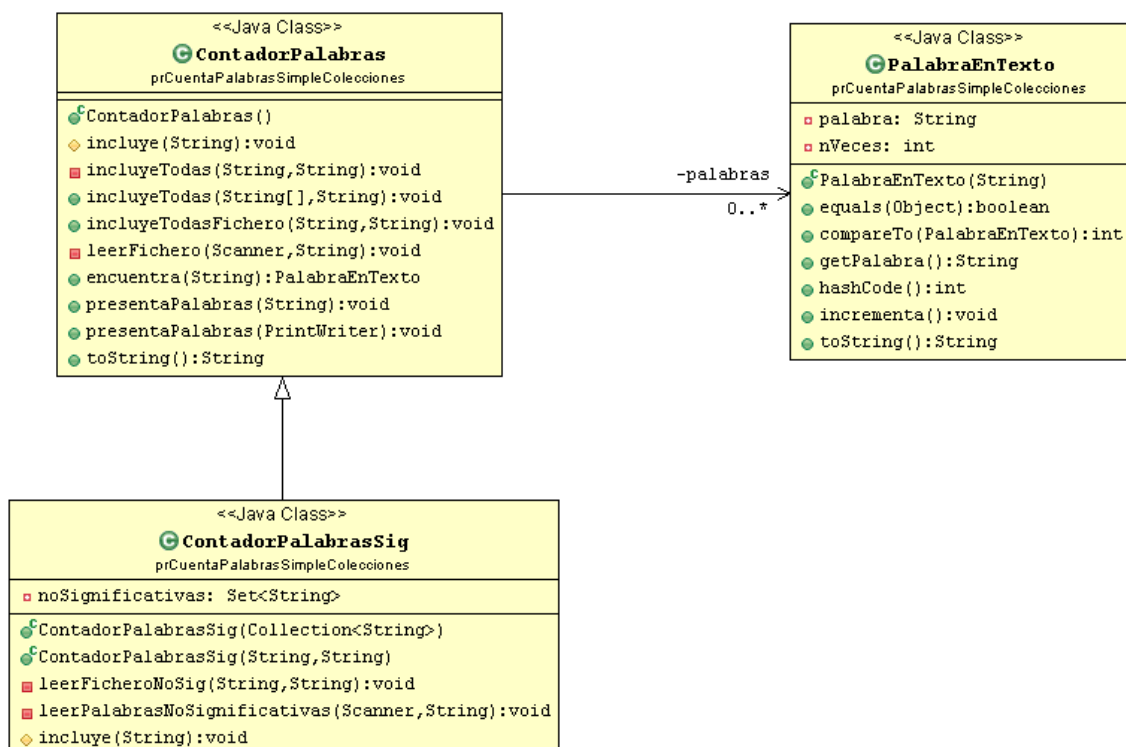 <<Java Class>>
ContadorPalabras
prCuentaPalabrasSimpleColecciones
ContadorPalabras()
incluye(String):void
incluyeTodas(String,String):void
incluyeTodas(String[],String):void
incluyeTodasFichero(String,String):void
leerFichero(Scanner,String):void
encuentra(String):PalabraEnTexto
presentaPalabras(String):void
presentaPalabras(PrintWriter):void
toString():String
-palabras
0..*
<<Java Class>>
PalabraEnTexto
prCuentaPalabrasSimpleColecciones
palabra: String
nVeces: int
PalabraEnTexto(String)
equals(Object):boolean
compareTo(PalabraEnTexto):int
getPalabra():String
hashCode():int
incrementa():void
toString():String
<<Java Class>>
ContadorPalabrasSig
prCuentaPalabrasSimpleColecciones
noSignificativas: Set<String>
ContadorPalabrasSig(Collection<String>)
ContadorPalabrasSig(String,String)
leerFicheroNoSig(String,String):void
leerPalabrasNoSignificativas(Scanner,String):void
incluye(String):void